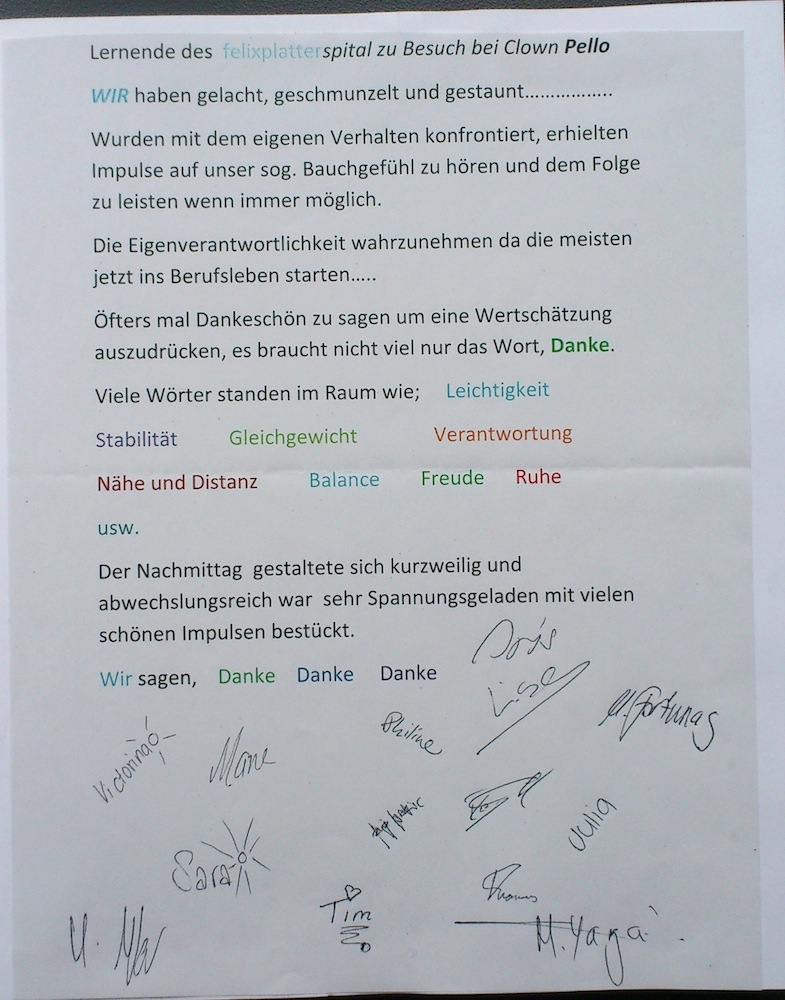 Lernende des felixplatterspital zu Besuch bei Clown Pello
WIR haben gelacht, geschmunzelt und gestaunt................
Wurden mit dem eigenen Verhalten konfrontiert, erhielten
Impulse auf unser sog. Bauchgefühl zu hören und dem Folge
zu leisten wenn immer möglich.
Die Eigenverantwortlichkeit wahrzunehmen da die meisten
jetzt ins Berufsleben starten.....
Öfters mal Dankeschön zu sagen um eine Wertschätzung
auszudrücken, es braucht nicht viel nur das Wort, Danke.
Viele Wörter standen im Raum wie; Leichtigkeit
Stabilität Gleichgewicht Verantwortung
Nähe und Distanz Balance Freude Ruhe
usw.
Der Nachmittag gestaltete sich kurzweilig und
abwechslungsreich war sehr Spannungsgeladen mit vielen
schönen Impulsen bestückt.
Wir sagen, Danke Danke Danke
Doris
Lisa
M. Fortunas
Victorina
Philine
Julia
Sara
Tim
Thomas
M. Yaga